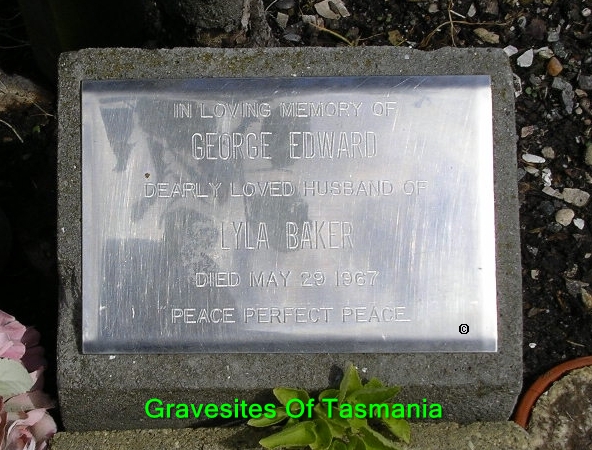 IN LOVING MEMORY OF
GEORGE EDWARD
DEARLY LOVED HUSBAND OF
LYLA BAKER
DIED MAY 29 1967
PEACE PERFECT PEACE
©
Gravesites Of Tasmania